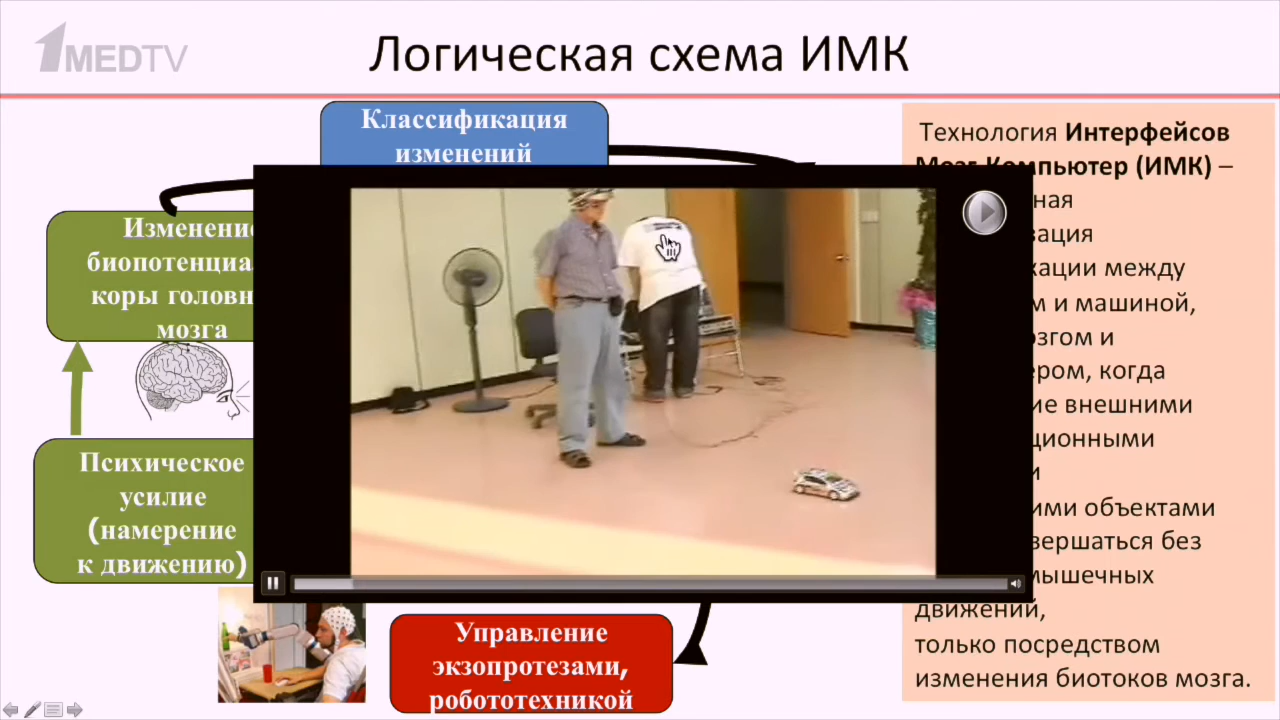 1MEDTV
Логическая схема ИМК
Классификация
изменений
Изменение
биопотенциа
коры головн
мозга
Психическое
усилие
(намерение
к движению)
Управление
экзопротезами,
робототехникой
Технология Интерфейсов
Мозг-Компьютер (ИМК) –
ная
зация
кации между
м и машиной,
озгом и
ером, когда
ие внешними
ционными
и
ими объектами
вершаться без
мышечных
движений,
только посредством
изменения биотоков мозга.